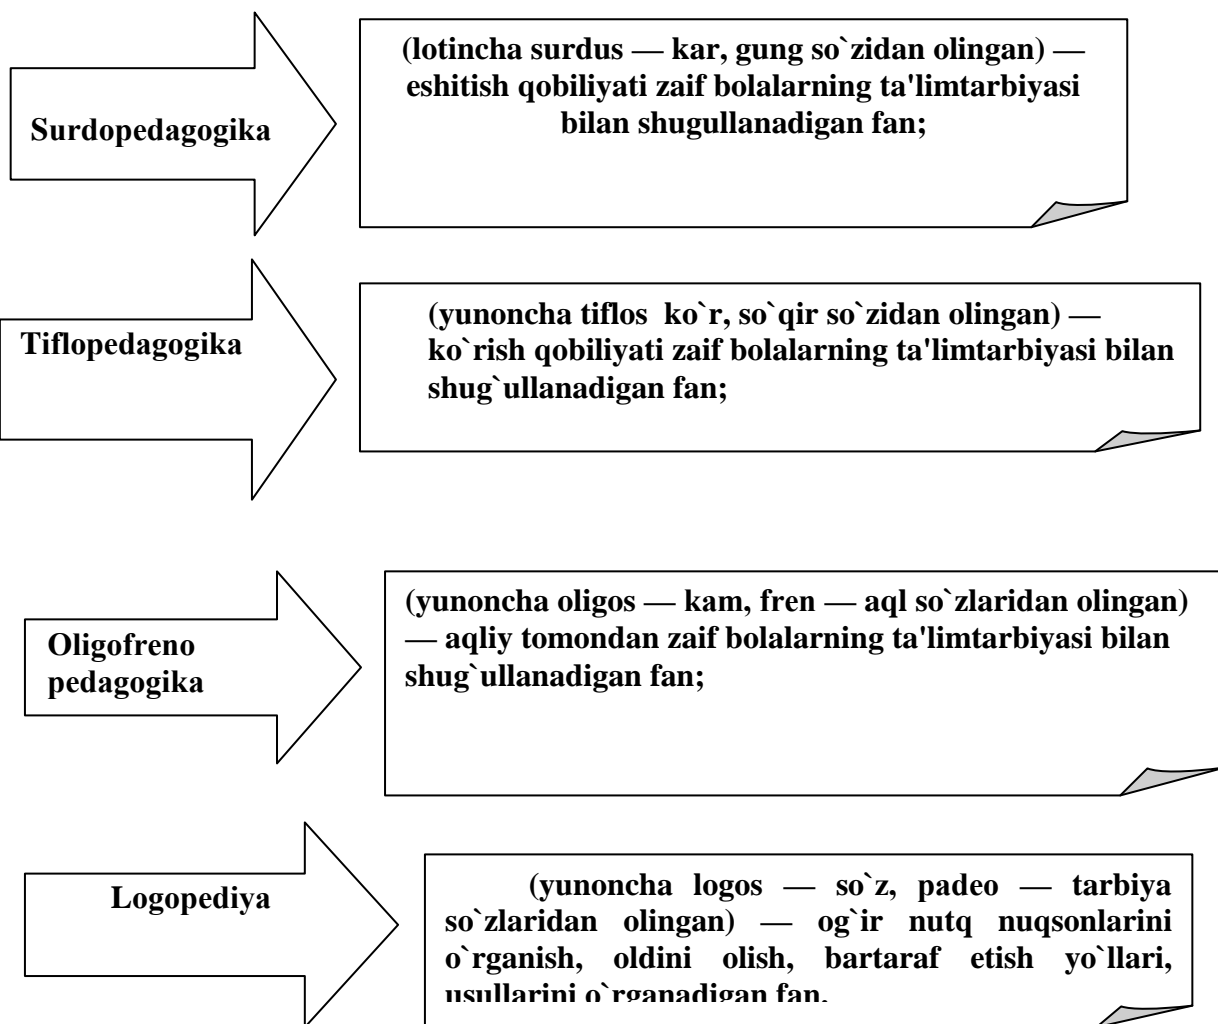 Surdopedagogika
(lotincha surdus — kar, gung so`zidan olingan) —
eshitish qobiliyati zaif bolalarning ta'limtarbiyasi
bilan shugullanadigan fan;
Tiflopedagogika
(yunoncha tiflos  ko`r, so`qir so`zidan olingan) —
ko`rish qobiliyati zaif bolalarning ta'limtarbiyasi bilan
shug`ullanadigan fan;
Oligofreno
pedagogika
(yunoncha oligos — kam, fren — aql so`zlaridan olingan)
— aqliy tomondan zaif bolalarning ta'limtarbiyasi bilan
shug`ullanadigan fan;
Logopediya
(yunoncha logos — so`z, padeo — tarbiya
so`zlaridan olingan) — og`ir nutq nuqsonlarini
o`rganish, oldini olish, bartaraf etish yo`llari,
usullarini o`rganadigan fan.